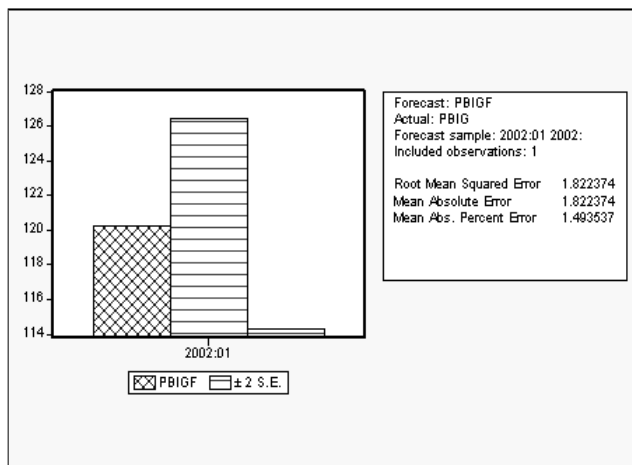 128
126
124
122
120
118
116
114
2002:01
PBIGF
± 2 S.E.
Forecast: PBIGF
Actual: PBIG
Forecast sample: 2002:01 2002:
Included observations: 1
Root Mean Squared Error 1.822374
Mean Absolute Error 1.822374
Mean Abs. Percent Error 1.493537